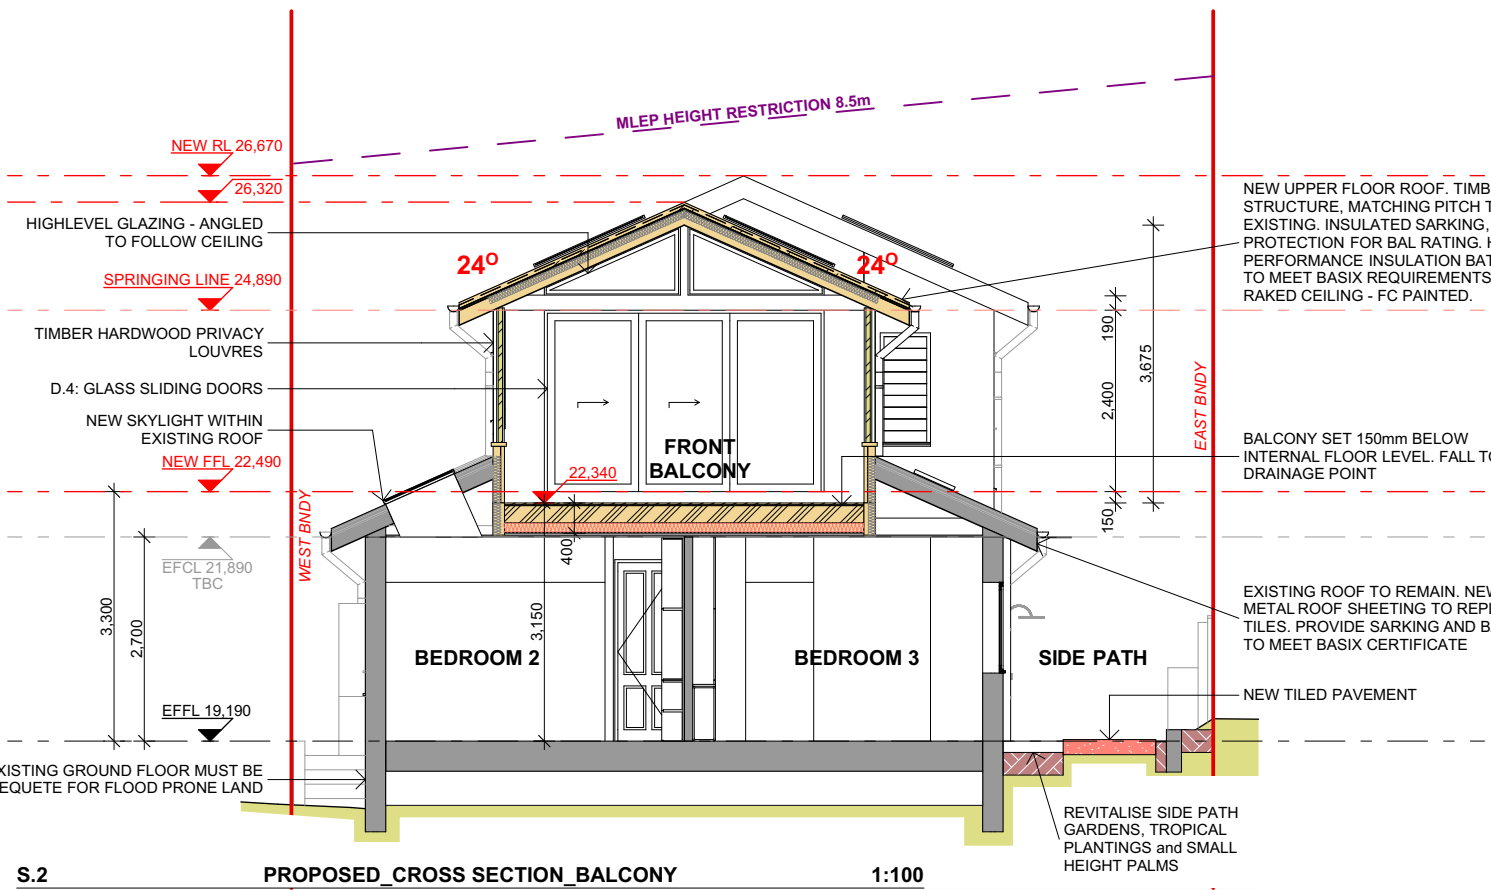 MLEP HEIGHT RESTRICTION 8.5m
NEW RL 26,670
26,320
HIGHLEVEL GLAZING - ANGLED
TO FOLLOW CEILING
24O
24O
SPRINGING LINE 24,890
TIMBER HARDWOOD PRIVACY
LOUVRES
D.4: GLASS SLIDING DOORS
NEW SKYLIGHT WITHIN
EXISTING ROOF
NEW FFL 22,490
WEST BNDY
EFCL 21,890
TBC
3,300
2,700
EFFL 19,190
XISTING GROUND FLOOR MUST BE
EQUETE FOR FLOOD PRONE LAND
FRONT
BALCONY
22,340
400
3,150
BEDROOM 2
BEDROOM 3
SIDE PATH
190
2,400
3,675
150
EAST BNDY
NEW UPPER FLOOR ROOF. TIMB
STRUCTURE, MATCHING PITCH T
EXISTING. INSULATED SARKING,
PROTECTION FOR BAL RATING. H
PERFORMANCE INSULATION BAT
TO MEET BASIX REQUIREMENTS
RAKED CEILING - FC PAINTED.
BALCONY SET 150mm BELOW
INTERNAL FLOOR LEVEL. FALL TO
DRAINAGE POINT
EXISTING ROOF TO REMAIN. NEW
METAL ROOF SHEETING TO REPL
TILES. PROVIDE SARKING AND B
TO MEET BASIX CERTIFICATE
NEW TILED PAVEMENT
REVITALISE SIDE PATH
GARDENS, TROPICAL
PLANTINGS and SMALL
HEIGHT PALMS
S.2 PROPOSED_CROSS SECTION_BALCONY 1:100